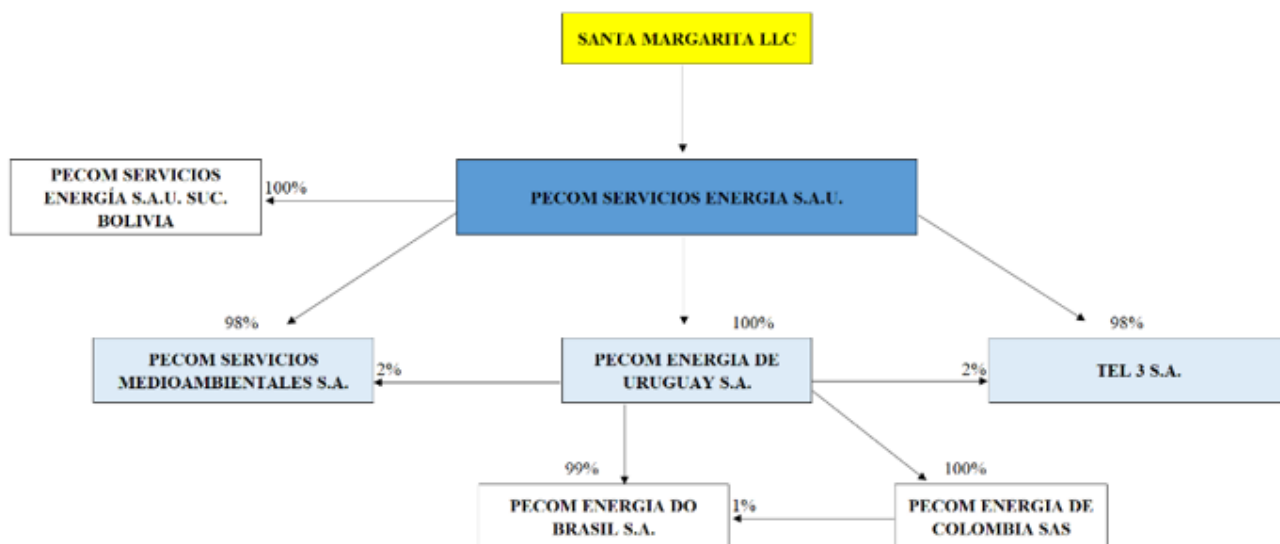 SANTA MARGARITA LLC
PECOM SERVICIOS
ENERGÍA S.A.U. SUC.
BOLIVIA
100%
PECOM SERVICIOS ENERGIA S.A.U.
98%
100%
98%
PECOM SERVICIOS
MEDIOAMBIENTALES S.A.
2%
PECOM ENERGIA DE
URUGUAY S.A.
2%
TEL 3 S.A.
99%
100%
PECOM ENERGIA DO
BRASIL S.A.
1%
PECOM ENERGIA DE
COLOMBIA SAS